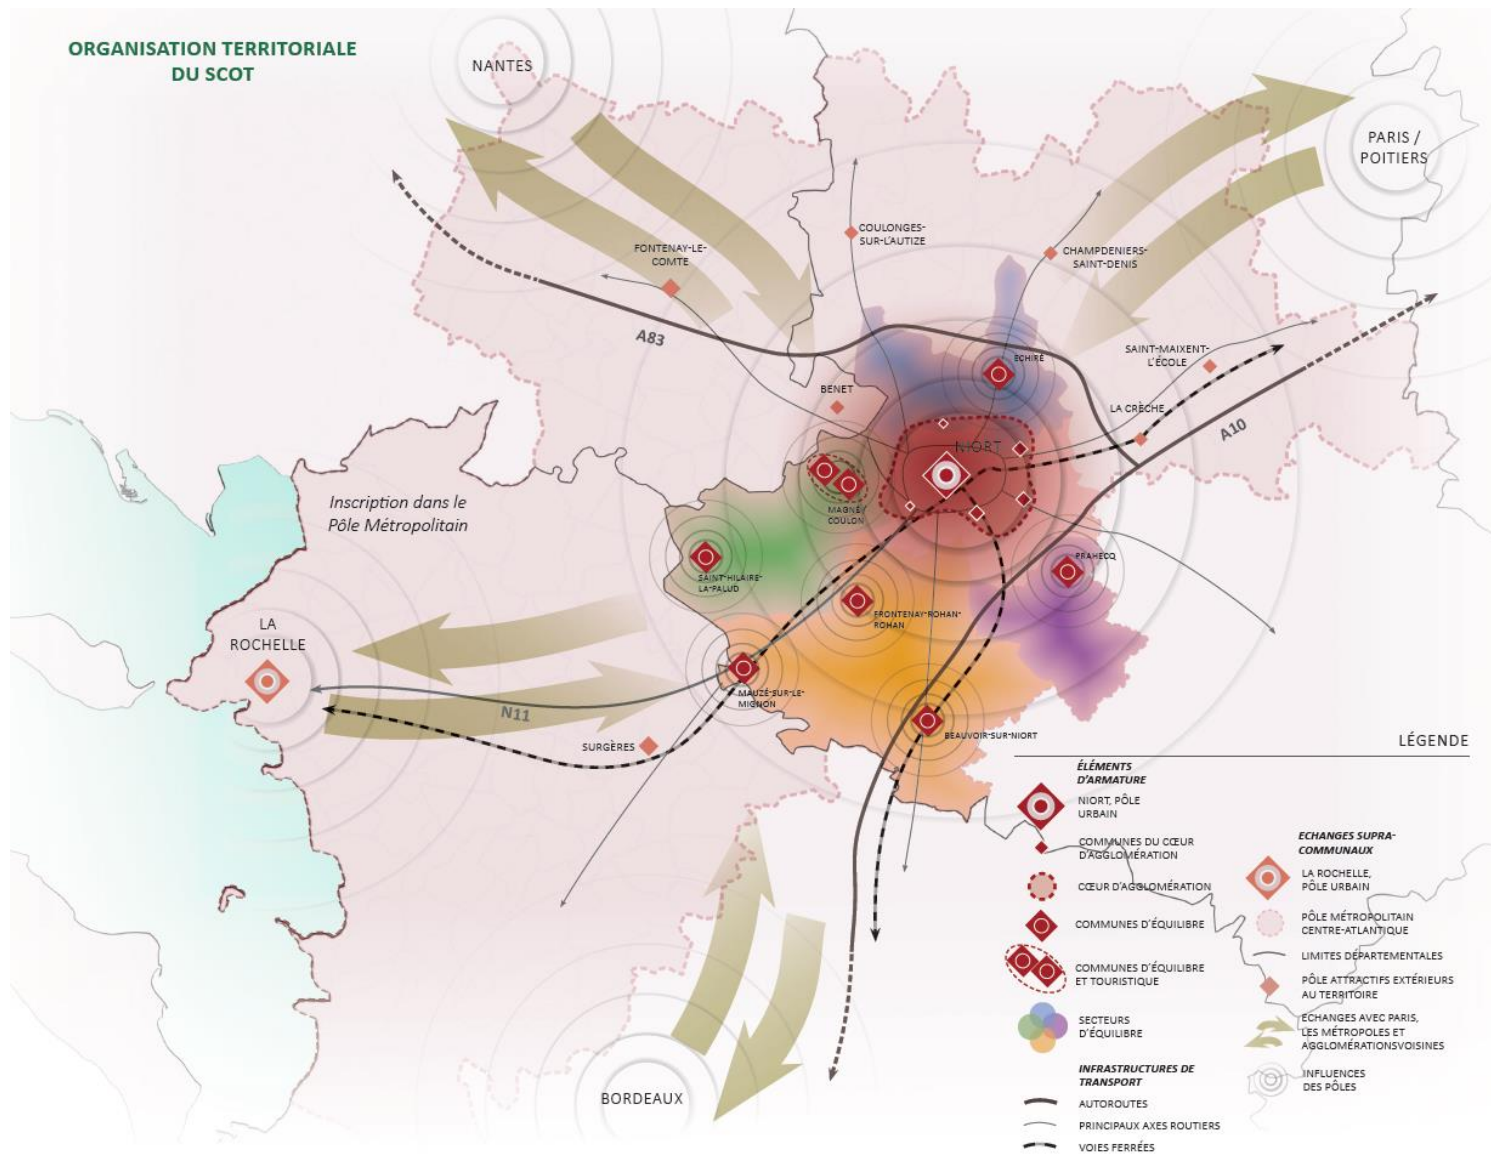 ORGANISATION TERRITORIALE
DU SCOT
NANTES
PARIS /
POITIERS
COULONGES-
SUR-L'AUTIZE
FONTENAY-LE-
COMTE
CHAMPDENIERS-
SAINT-DENIS
A83
SAINT-MAIXENT-
L'ÉCOLE
ECHIRÉ
BENET
LA CRÈCHE
A10
NIORT
Inscription dans le
Pôle Métropolitain
MAGNÉ/
COULON
PRAHECQ
SAINT-HILAIRE-
LA-PALUD
FRONTENAY-ROHAN-
ROHAN
LA
ROCHELLE
MAUZÉ-SUR-LE-
MIGNON
N11
SURGÈRES
BEAUVOIR-SUR-NIORT
BORDEAUX
LÉGENDE
ÉLÉMENTS
D'ARMATURE
NIORT, PÔLE
URBAIN
COMMUNES DU CŒUR
D'AGGLOMÉRATION
CŒUR D'AGGLOMÉRATION
COMMUNES D'ÉQUILIBRE
COMMUNES D'ÉQUILIBRE
ET TOURISTIQUE
SECTEURS
D'ÉQUILIBRE
INFRASTRUCTURES DE
TRANSPORT
AUTOROUTES
PRINCIPAUX AXES ROUTIERS
VOIES FERRÉES
ECHANGES SUPRA-
COMMUNAUX
LA ROCHELLE,
PÔLE URBAIN
PÔLE MÉTROPOLITAIN
CENTRE-ATLANTIQUE
LIMITES DÉPARTEMENTALES
PÔLE ATTRACTIFS EXTÉRIEURS
AU TERRITOIRE
ECHANGES AVEC PARIS,
LES MÉTROPOLES ET
AGGLOMÉRATIONSVOISINES
INFLUENCES
DES PÔLES